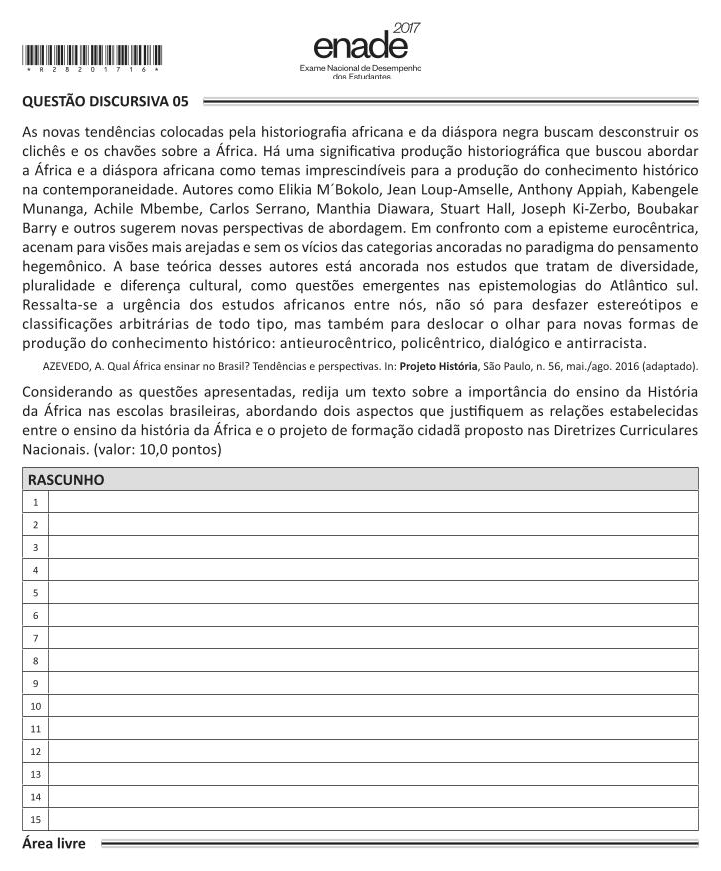 2017
enade
Exame Nacional de Desempenho
dos Estudantes
*R28201716*
QUESTÃO DISCURSIVA 05
As novas tendências colocadas pela historiografia africana e da diáspora negra buscam desconstruir os
clichês e os chavões sobre a África. Há uma significativa produção historiográfica que buscou abordar
a África e a diáspora africana como temas imprescindíveis para a produção do conhecimento histórico
na contemporaneidade. Autores como Elikia M´Bokolo, Jean Loup-Amselle, Anthony Appiah, Kabengele
Munanga, Achile Mbembe, Carlos Serrano, Manthia Diawara, Stuart Hall, Joseph Ki-Zerbo, Boubakar
Barry e outros sugerem novas perspectivas de abordagem. Em confronto com a episteme eurocêntrica,
acenam para visões mais arejadas e sem os vícios das categorias ancoradas no paradigma do pensamento
hegemônico. A base teórica desses autores está ancorada nos estudos que tratam de diversidade,
pluralidade e diferença cultural, como questões emergentes nas epistemologias do Atlântico sul.
Ressalta-se a urgência dos estudos africanos entre nós, não só para desfazer estereótipos e
classificações arbitrárias de todo tipo, mas também para deslocar o olhar para novas formas de
produção do conhecimento histórico: antieurocêntrico, policêntrico, dialógico e antirracista.
AZEVEDO, A. Qual África ensinar no Brasil? Tendências e perspectivas. In: Projeto História, São Paulo, n. 56, mai./ago. 2016 (adaptado).
Considerando as questões apresentadas, redija um texto sobre a importância do ensino da História
da África nas escolas brasileiras, abordando dois aspectos que justifiquem as relações estabelecidas
entre o ensino da história da África e o projeto de formação cidadã proposto nas Diretrizes Curriculares
Nacionais. (valor: 10,0 pontos)
RASCUNHO
1
2
3
4
5
6
7
8
9
10
11
12
13
14
15
Área livre